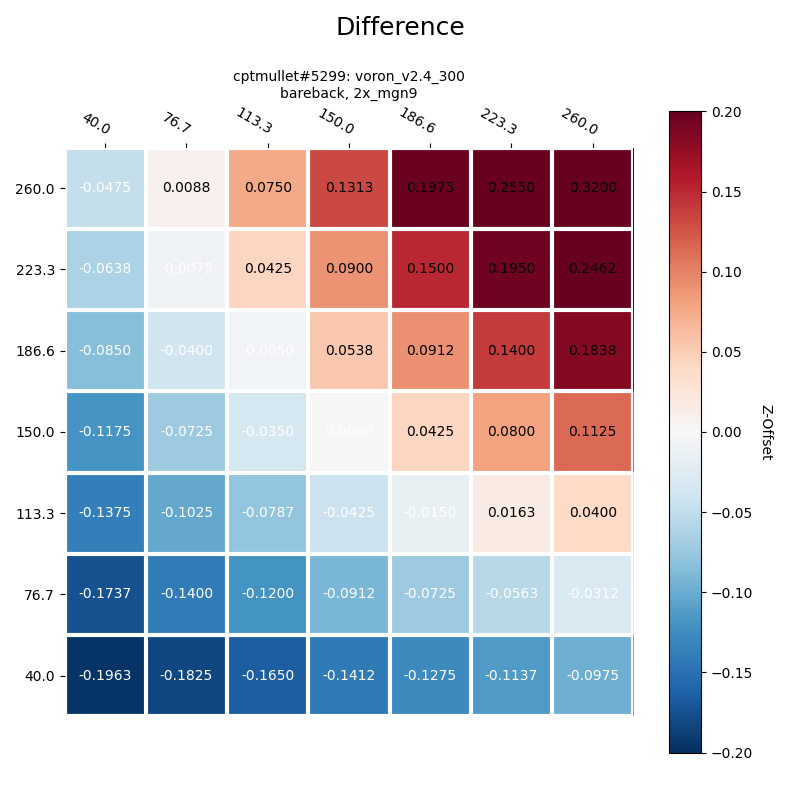 Difference
cptmullet#5299: voron_v2.4_300
bareback, 2x_mgn9
40.0 76.7 113.3 150.0 186.6 223.3 260.0
260.0 -0.0475 0.0088 0.0750 0.1313 0.1975 0.2550 0.3200
223.3 -0.0638 -0.0075 0.0425 0.0900 0.1500 0.1950 0.2462
186.6 -0.0850 -0.0400 -0.0050 0.0538 0.0912 0.1400 0.1838
150.0 -0.1175 -0.0725 -0.0350 0.0000 0.0425 0.0800 0.1125
113.3 -0.1375 -0.1025 -0.0787 -0.0425 -0.0150 0.0163 0.0400
76.7 -0.1737 -0.1400 -0.1200 -0.0912 -0.0725 -0.0563 -0.0312
40.0 -0.1963 -0.1825 -0.1650 -0.1412 -0.1275 -0.1137 -0.0975
0.20
0.15
0.10
0.05
0.00
−0.05
−0.10
−0.15
−0.20
Z-Offset